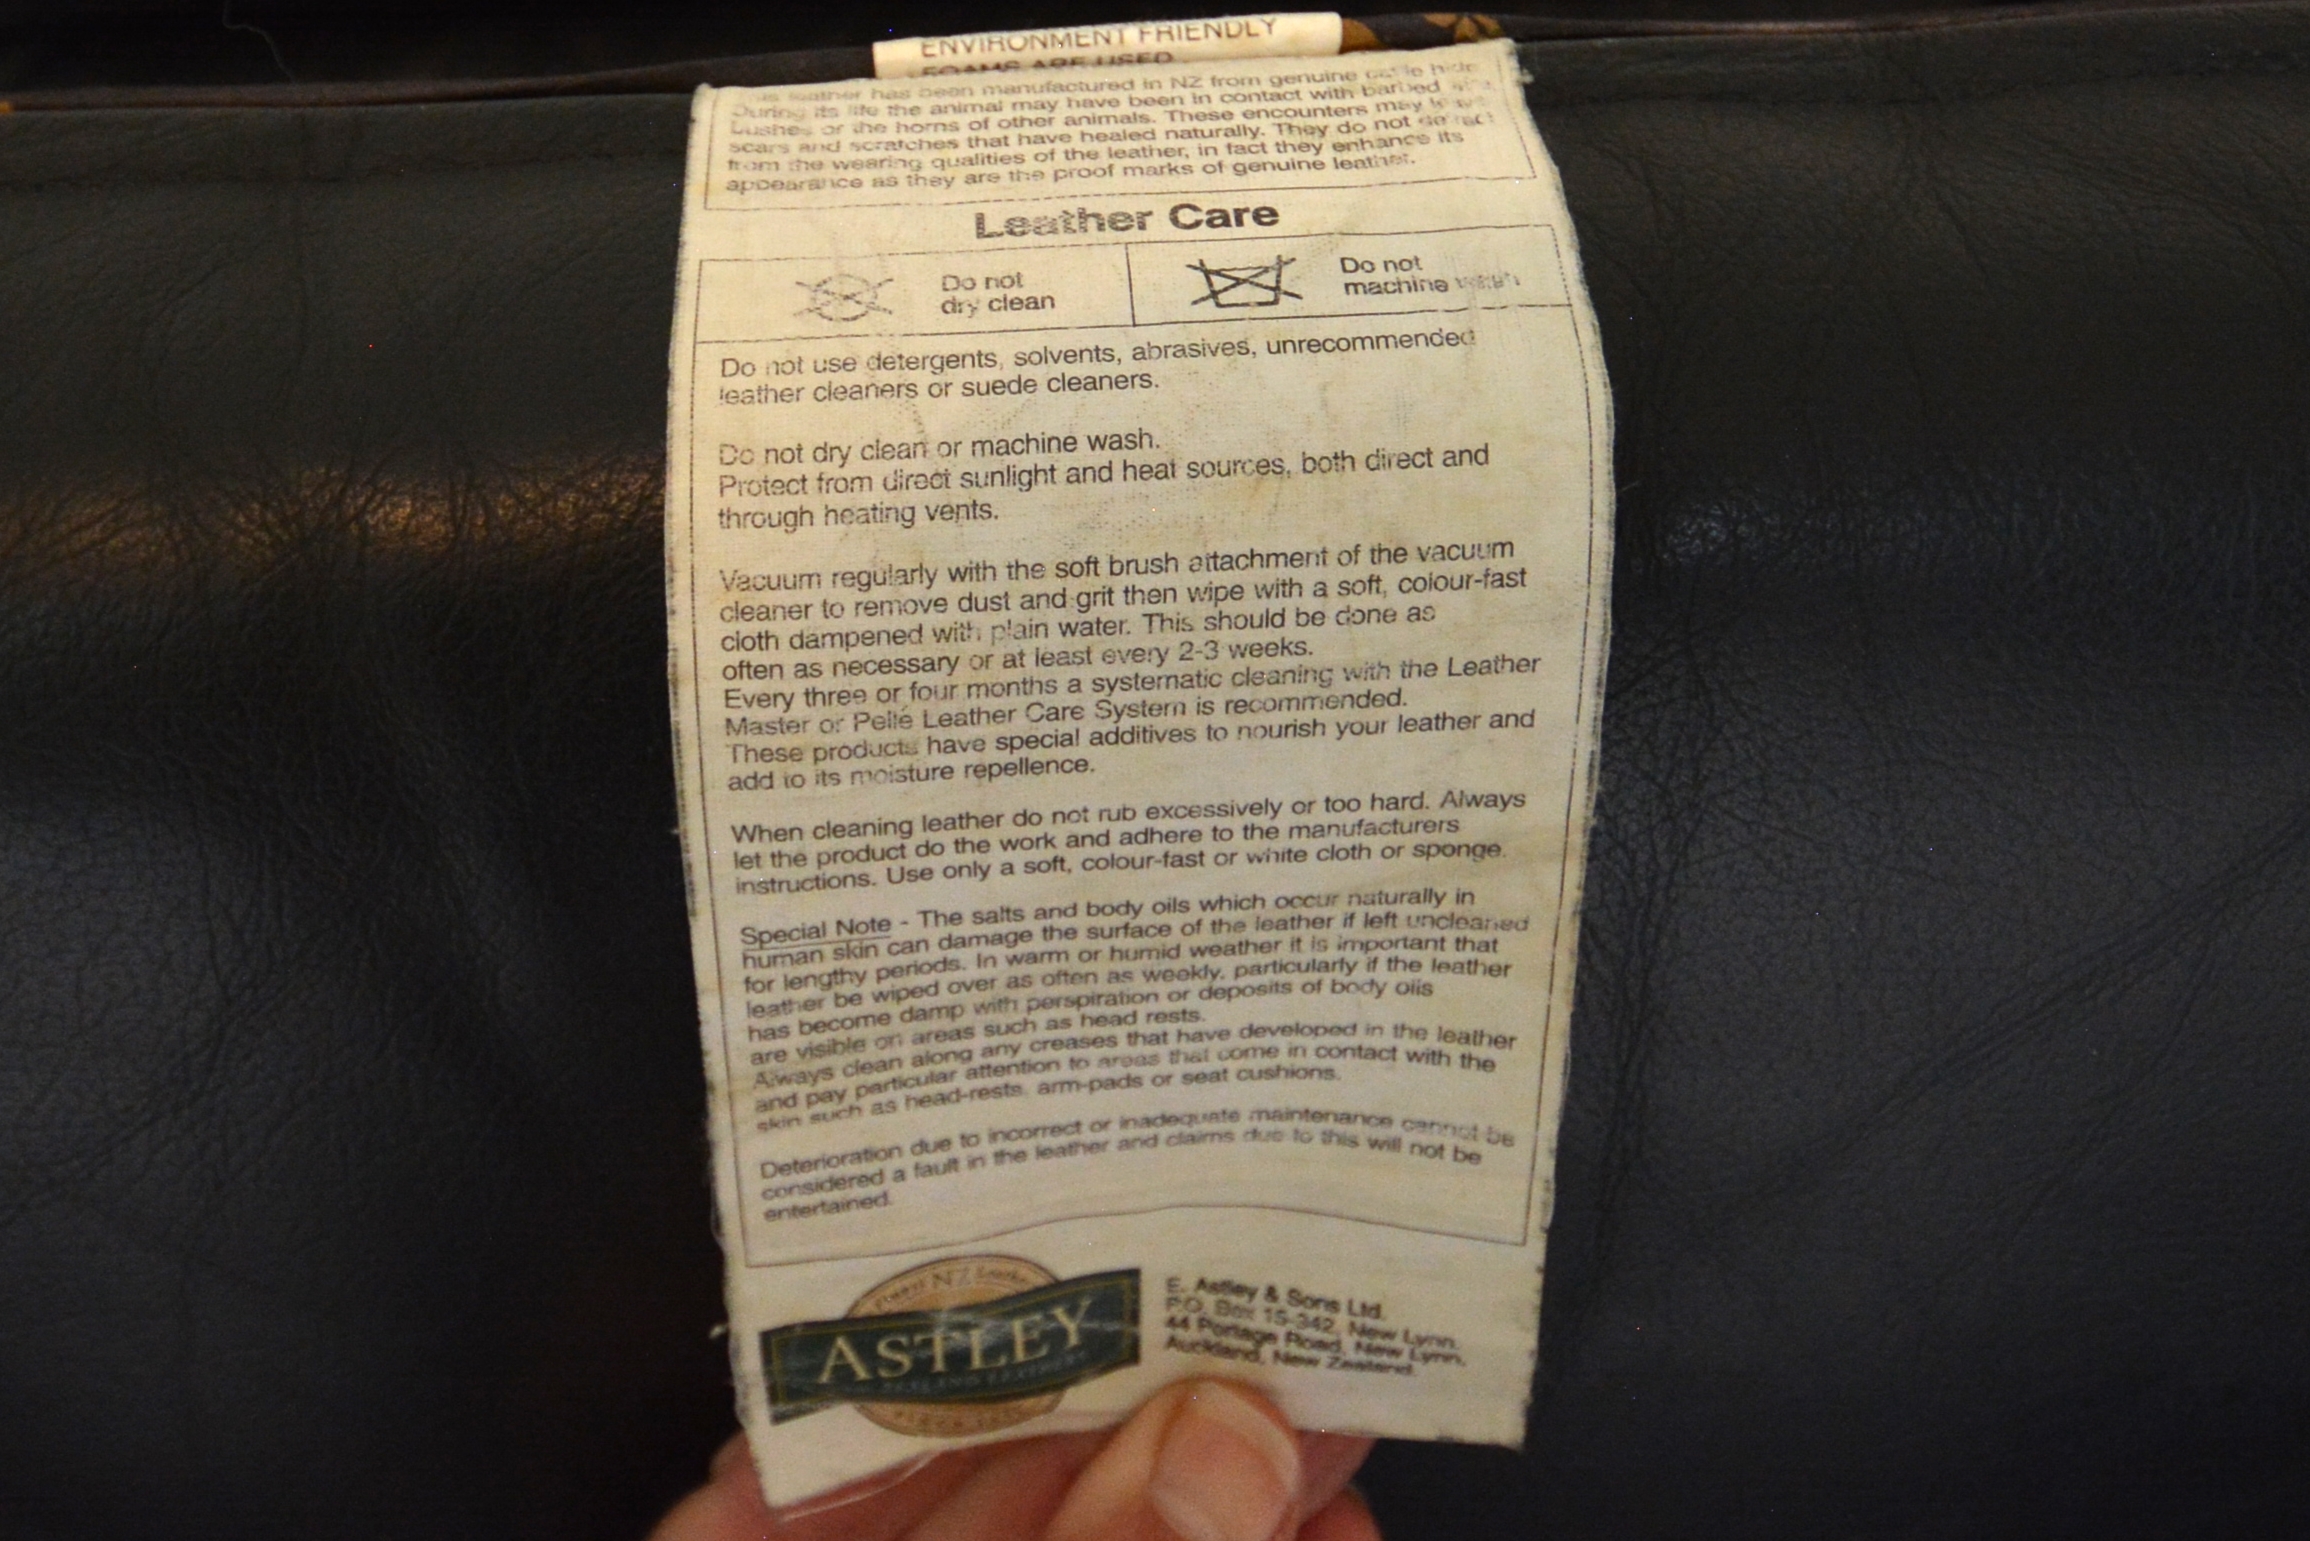 ENVIRONMENT FRIENDLY
FOAMS ARE USED
leather has been manufactured in NZ from genuine cattle hide
During its life the animal may have been in contact with barbed
bushes or the horns of other animals. These encounters may
scars and scratches that have healed naturally. They do not detract
from the wearing qualities of the leather, in fact they enhance its
appearance as they are the proof marks of genuine leather.
Leather Care
Do not
dry clean
Do not
machine wash
Do not use detergents, solvents, abrasives, unrecommended
leather cleaners or suede cleaners.
Do not dry clean or machine wash.
Protect from direct sunlight and heat sources, both direct and
through heating vents.
Vacuum regularly with the soft brush attachment of the vacuum
cleaner to remove dust and grit then wipe with a soft, colour-fast
cloth dampened with plain water. This should be done as
often as necessary or at least every 2-3 weeks.
Every three or four months a systematic cleaning with the Leather
Master or Pelle Leather Care System is recommended.
These products have special additives to nourish your leather and
add to its moisture repellence.
When cleaning leather do not rub excessively or too hard. Always
let the product do the work and adhere to the manufacturers
instructions. Use only a soft, colour-fast or white cloth or sponge.
Special Note - The salts and body oils which occur naturally in
human skin can damage the surface of the leather if left uncleaned
for lengthy periods. In warm or humid weather it is important that
leather be wiped over as often as weekly, particularly if the leather
has become damp with perspiration or deposits of body oils
are visible on areas such as head rests.
Always clean along any creases that have developed in the leather
and pay particular attention to areas that come in contact with the
skin such as head-rests, arm-pads or seat cushions.
Deterioration due to incorrect or inadequate maintenance cannot be
considered a fault in the leather and claims due to this will not be
entertained.
Finest NZ Leather
ASTLEY
E. Astley & Sons Ltd.
P.O. Box 15-342, New Lynn.
44 Portage Road, New Lynn,
Auckland, New Zealand.